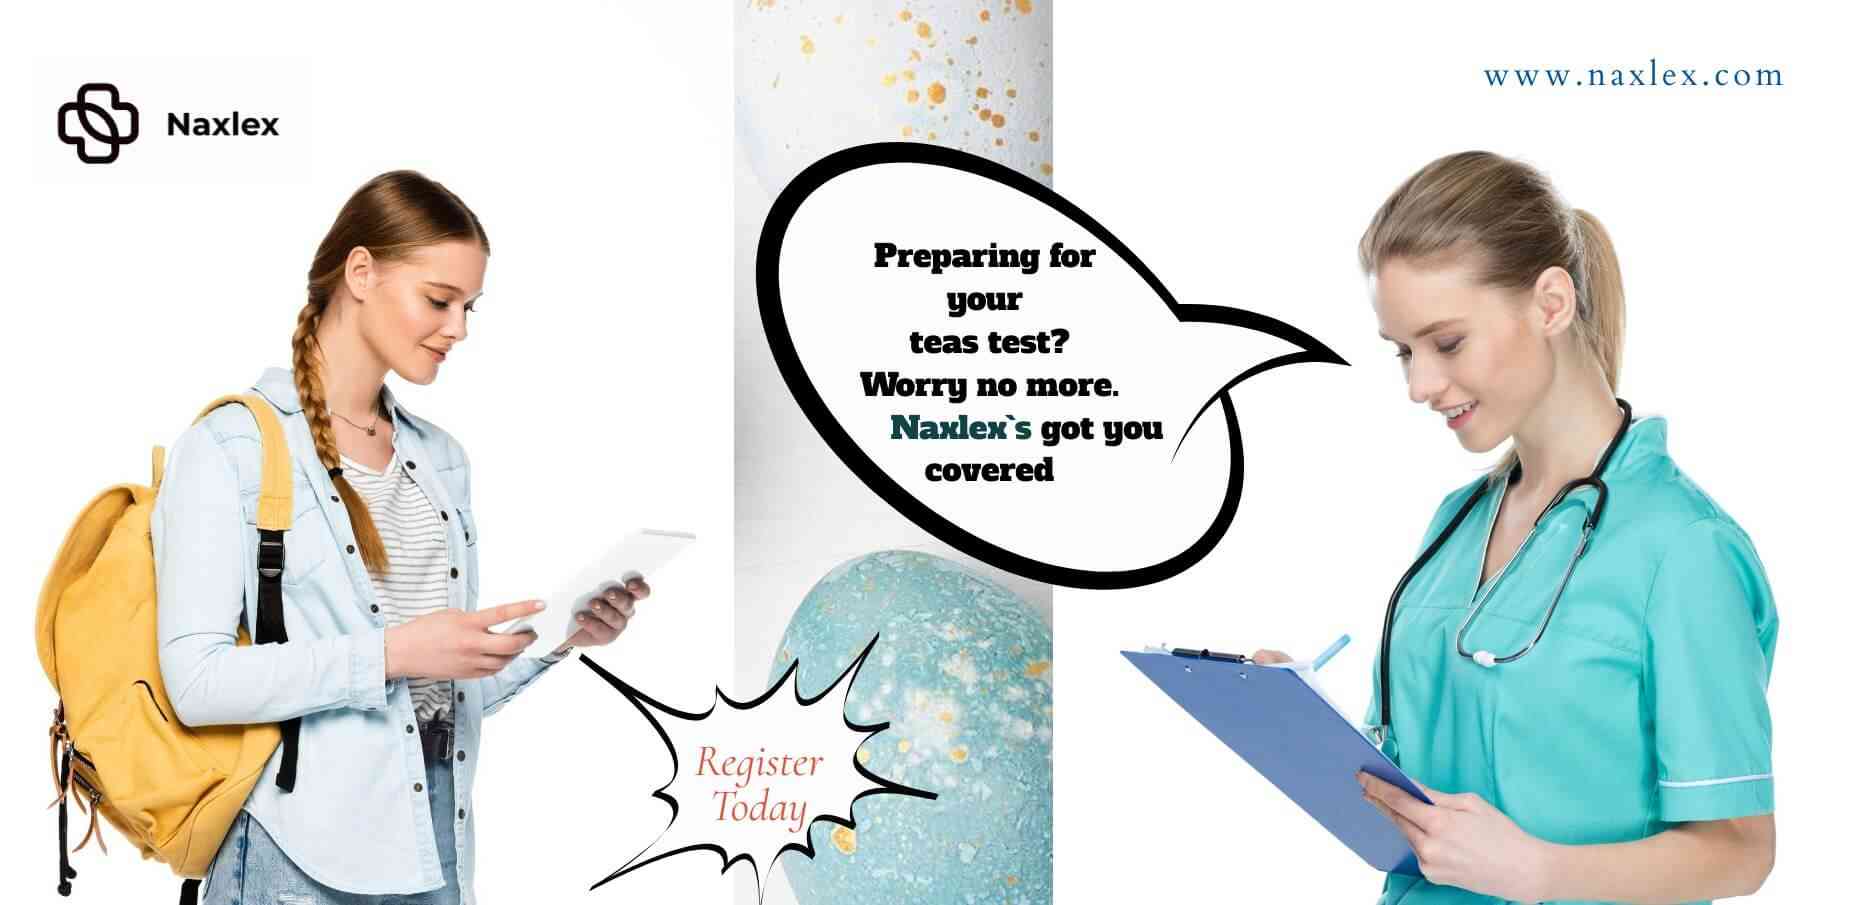 www.naxlex.com
Naxlex
Preparing for
your
teas test?
Worry no more.
Naxlex`s got you
covered
Register
Today